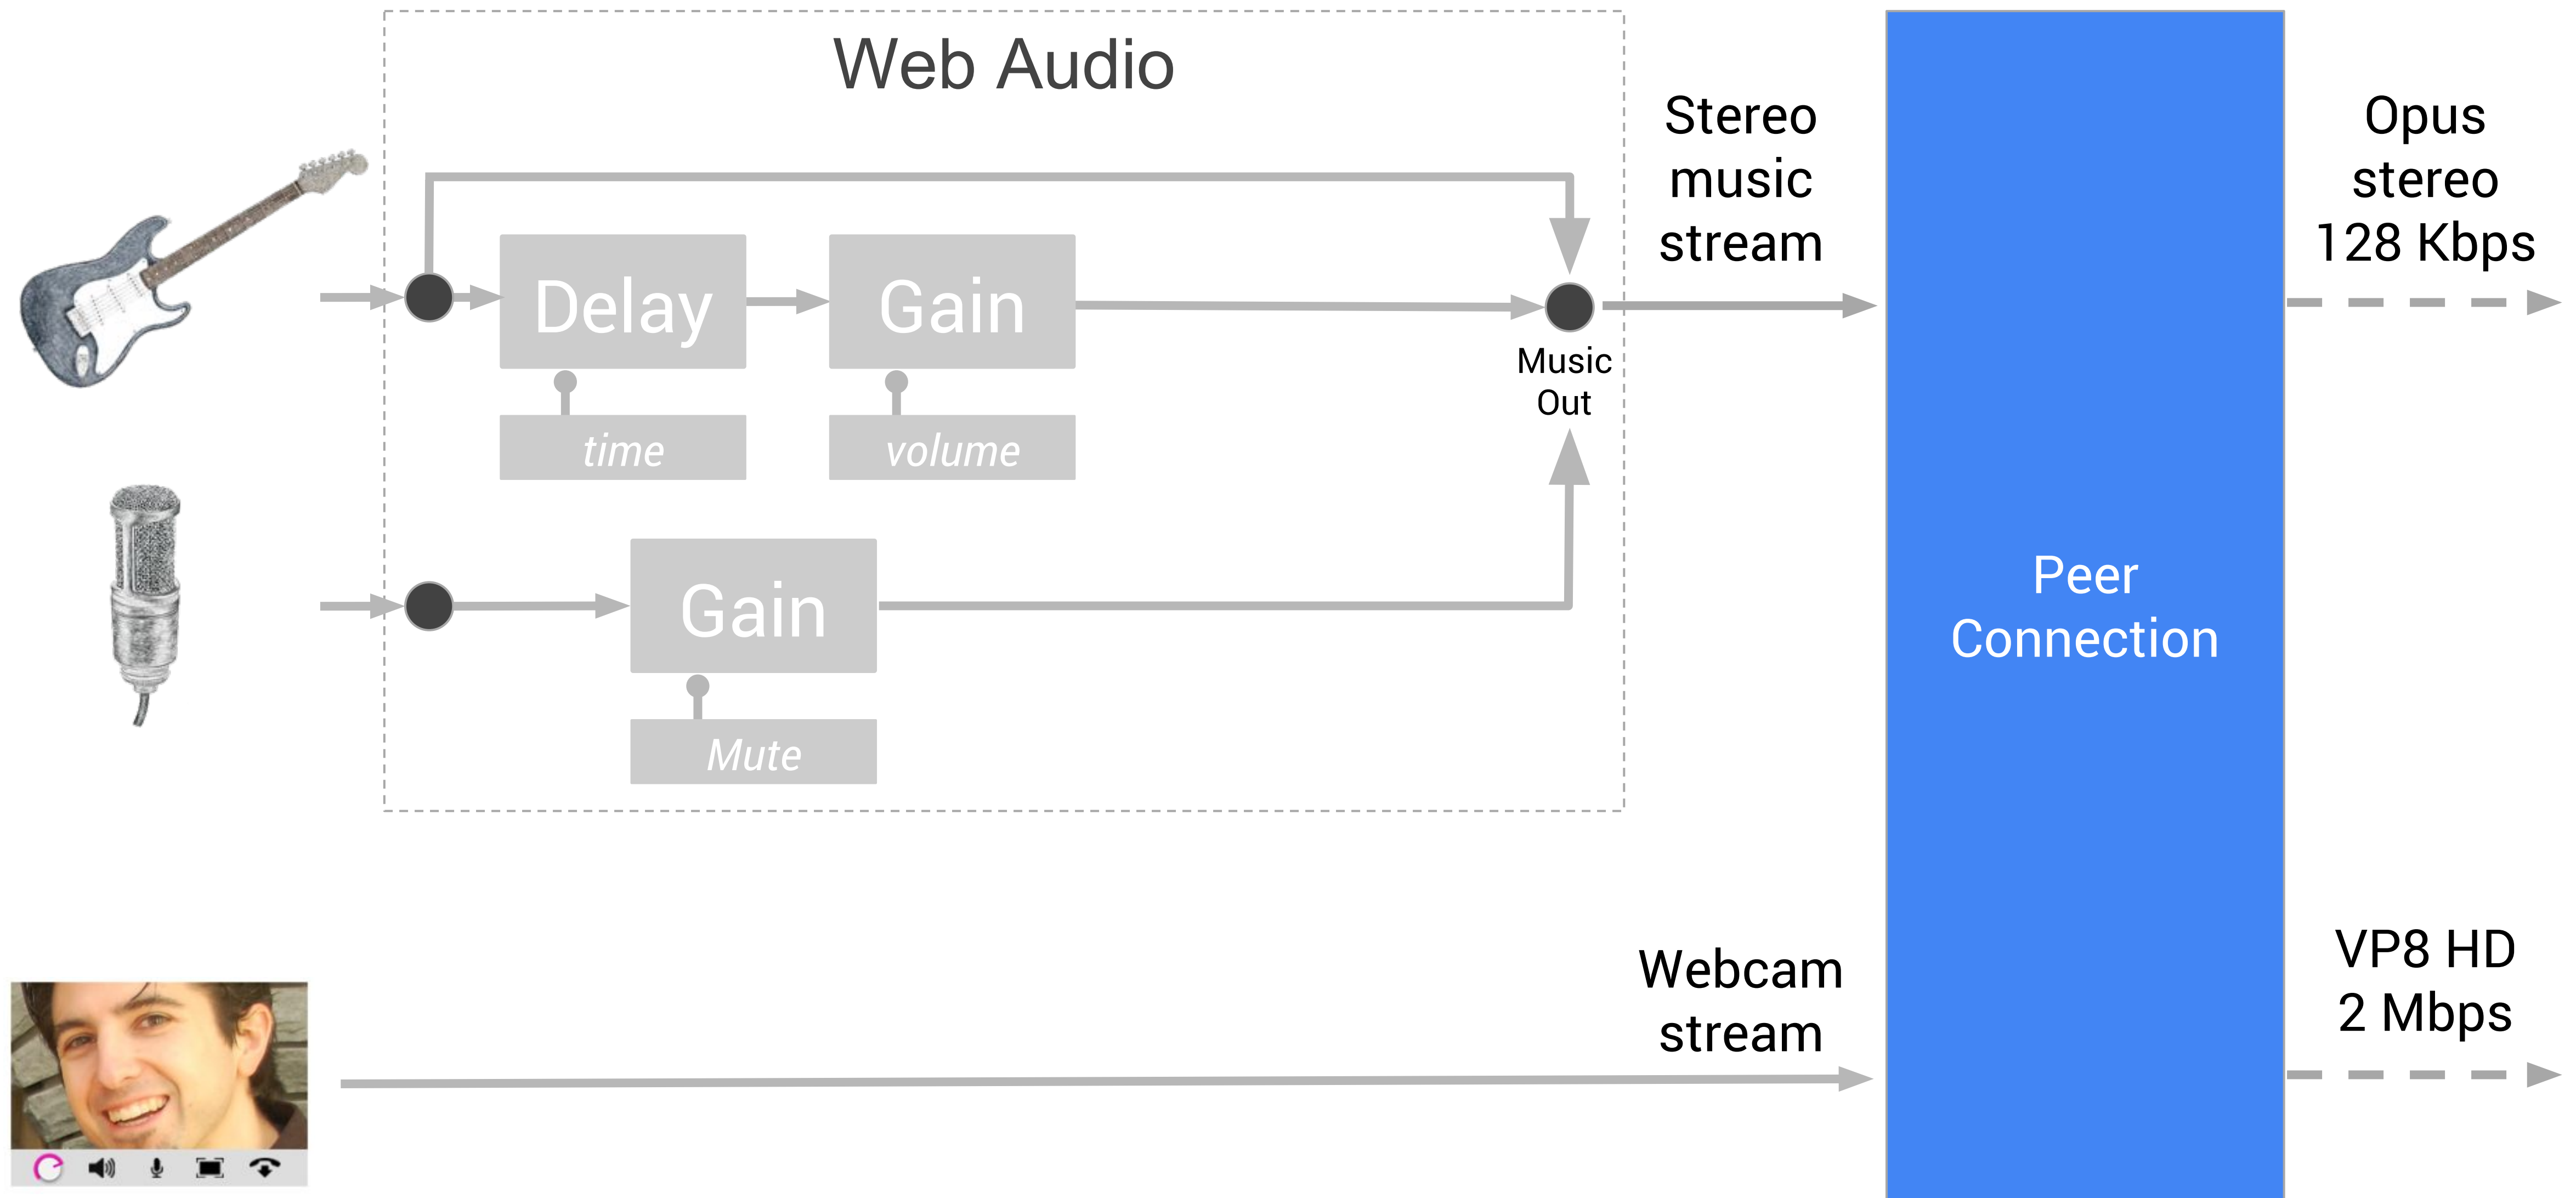 Web Audio
Stereo
music
stream
Opus
stereo
128 Kbps
Delay
Gain
Music
Out
time
volume
Gain
Mute
Peer
Connection
Webcam
stream
VP8 HD
2 Mbps